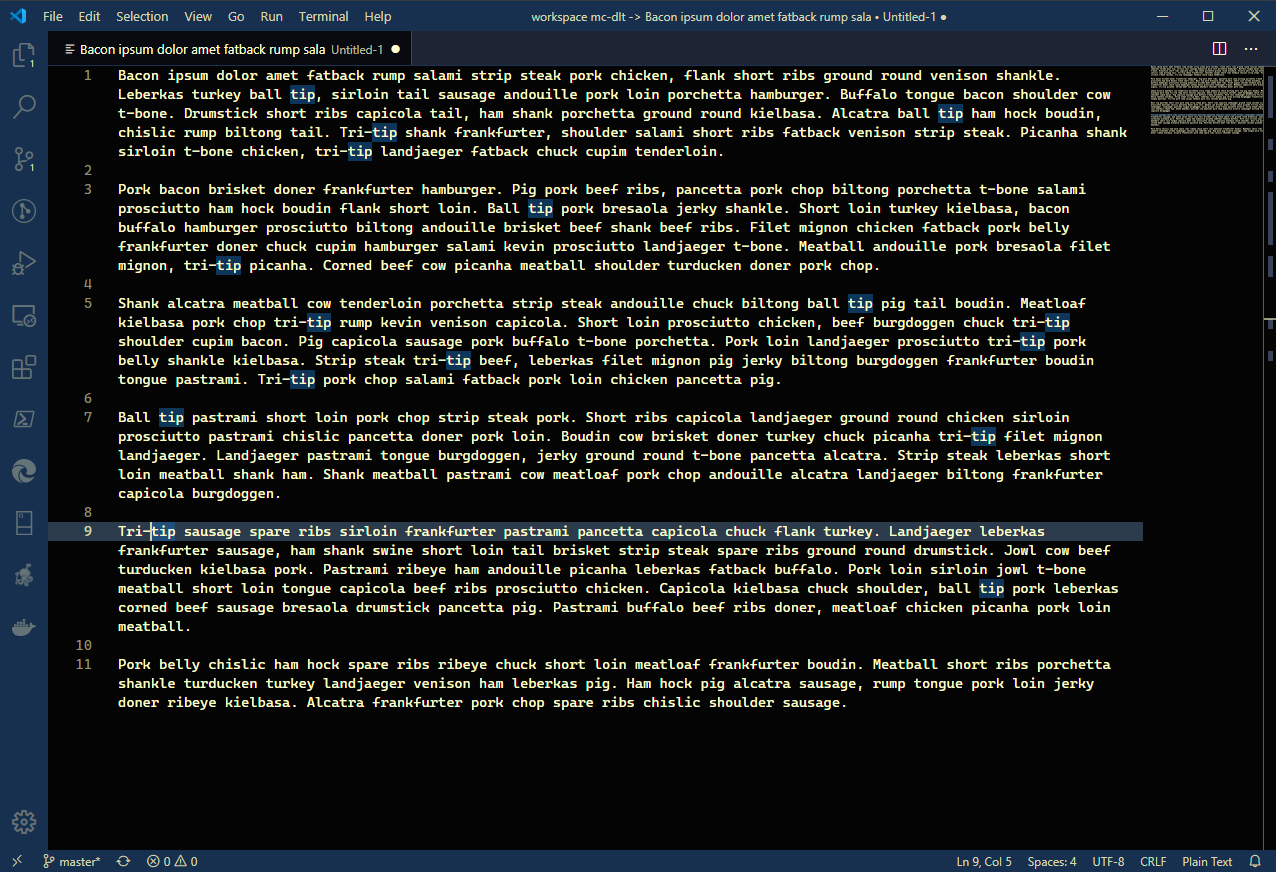 File Edit Selection View Go Run Terminal Help workspace mc-dlt -> Bacon ipsum dolor amet fatback rump sala • Untitled-1 ●
Bacon ipsum dolor amet fatback rump sala Untitled-1 ●
1
1
1 Bacon ipsum dolor amet fatback rump salami strip steak pork chicken, flank short ribs ground round venison shankle.
Leberkas turkey ball tip, sirloin tail sausage andouille pork loin porchetta hamburger. Buffalo tongue bacon shoulder cow
t-bone. Drumstick short ribs capicola tail, ham shank porchetta ground round kielbasa. Alcatra ball tip ham hock boudin,
chislic rump biltong tail. Tri-tip shank frankfurter, shoulder salami short ribs fatback venison strip steak. Picanha shank
sirloin t-bone chicken, tri-tip landjaeger fatback chuck cupim tenderloin.
2
3 Pork bacon brisket doner frankfurter hamburger. Pig pork beef ribs, pancetta pork chop biltong porchetta t-bone salami
prosciutto ham hock boudin flank short loin. Ball tip pork bresaola jerky shankle. Short loin turkey kielbasa, bacon
buffalo hamburger prosciutto biltong andouille brisket beef shank beef ribs. Filet mignon chicken fatback pork belly
frankfurter doner chuck cupim hamburger salami kevin prosciutto landjaeger t-bone. Meatball andouille pork bresaola filet
mignon, tri-tip picanha. Corned beef cow picanha meatball shoulder turducken doner pork chop.
4
5 Shank alcatra meatball cow tenderloin porchetta strip steak andouille chuck biltong ball tip pig tail boudin. Meatloaf
kielbasa pork chop tri-tip rump kevin venison capicola. Short loin prosciutto chicken, beef burgdoggen chuck tri-tip
shoulder cupim bacon. Pig capicola sausage pork buffalo t-bone porchetta. Pork loin landjaeger prosciutto tri-tip pork
belly shankle kielbasa. Strip steak tri-tip beef, leberkas filet mignon pig jerky biltong burgdoggen frankfurter boudin
tongue pastrami. Tri-tip pork chop salami fatback pork loin chicken pancetta pig.
6
7 Ball tip pastrami short loin pork chop strip steak pork. Short ribs capicola landjaeger ground round chicken sirloin
prosciutto pastrami chislic pancetta doner pork loin. Boudin cow brisket doner turkey chuck picanha tri-tip filet mignon
landjaeger. Landjaeger pastrami tongue burgdoggen, jerky ground round t-bone pancetta alcatra. Strip steak leberkas short
loin meatball shank ham. Shank meatball pastrami cow meatloaf pork chop andouille alcatra landjaeger biltong frankfurter
capicola burgdoggen.
8
9 Tri-tip sausage spare ribs sirloin frankfurter pastrami pancetta capicola chuck flank turkey. Landjaeger leberkas
frankfurter sausage, ham shank swine short loin tail brisket strip steak spare ribs ground round drumstick. Jowl cow beef
turducken kielbasa pork. Pastrami ribeye ham andouille picanha leberkas fatback buffalo. Pork loin sirloin jowl t-bone
meatball short loin tongue capicola beef ribs prosciutto chicken. Capicola kielbasa chuck shoulder, ball tip pork leberkas
corned beef sausage bresaola drumstick pancetta pig. Pastrami buffalo beef ribs doner, meatloaf chicken picanha pork loin
meatball.
10
11 Pork belly chislic ham hock spare ribs ribeye chuck short loin meatloaf frankfurter boudin. Meatball short ribs porchetta
shankle turducken turkey landjaeger venison ham leberkas pig. Ham hock pig alcatra sausage, rump tongue pork loin jerky
doner ribeye kielbasa. Alcatra frankfurter pork chop spare ribs chislic shoulder sausage.
master* 0 0 Ln 9, Col 5 Spaces: 4 UTF-8 CRLF Plain Text